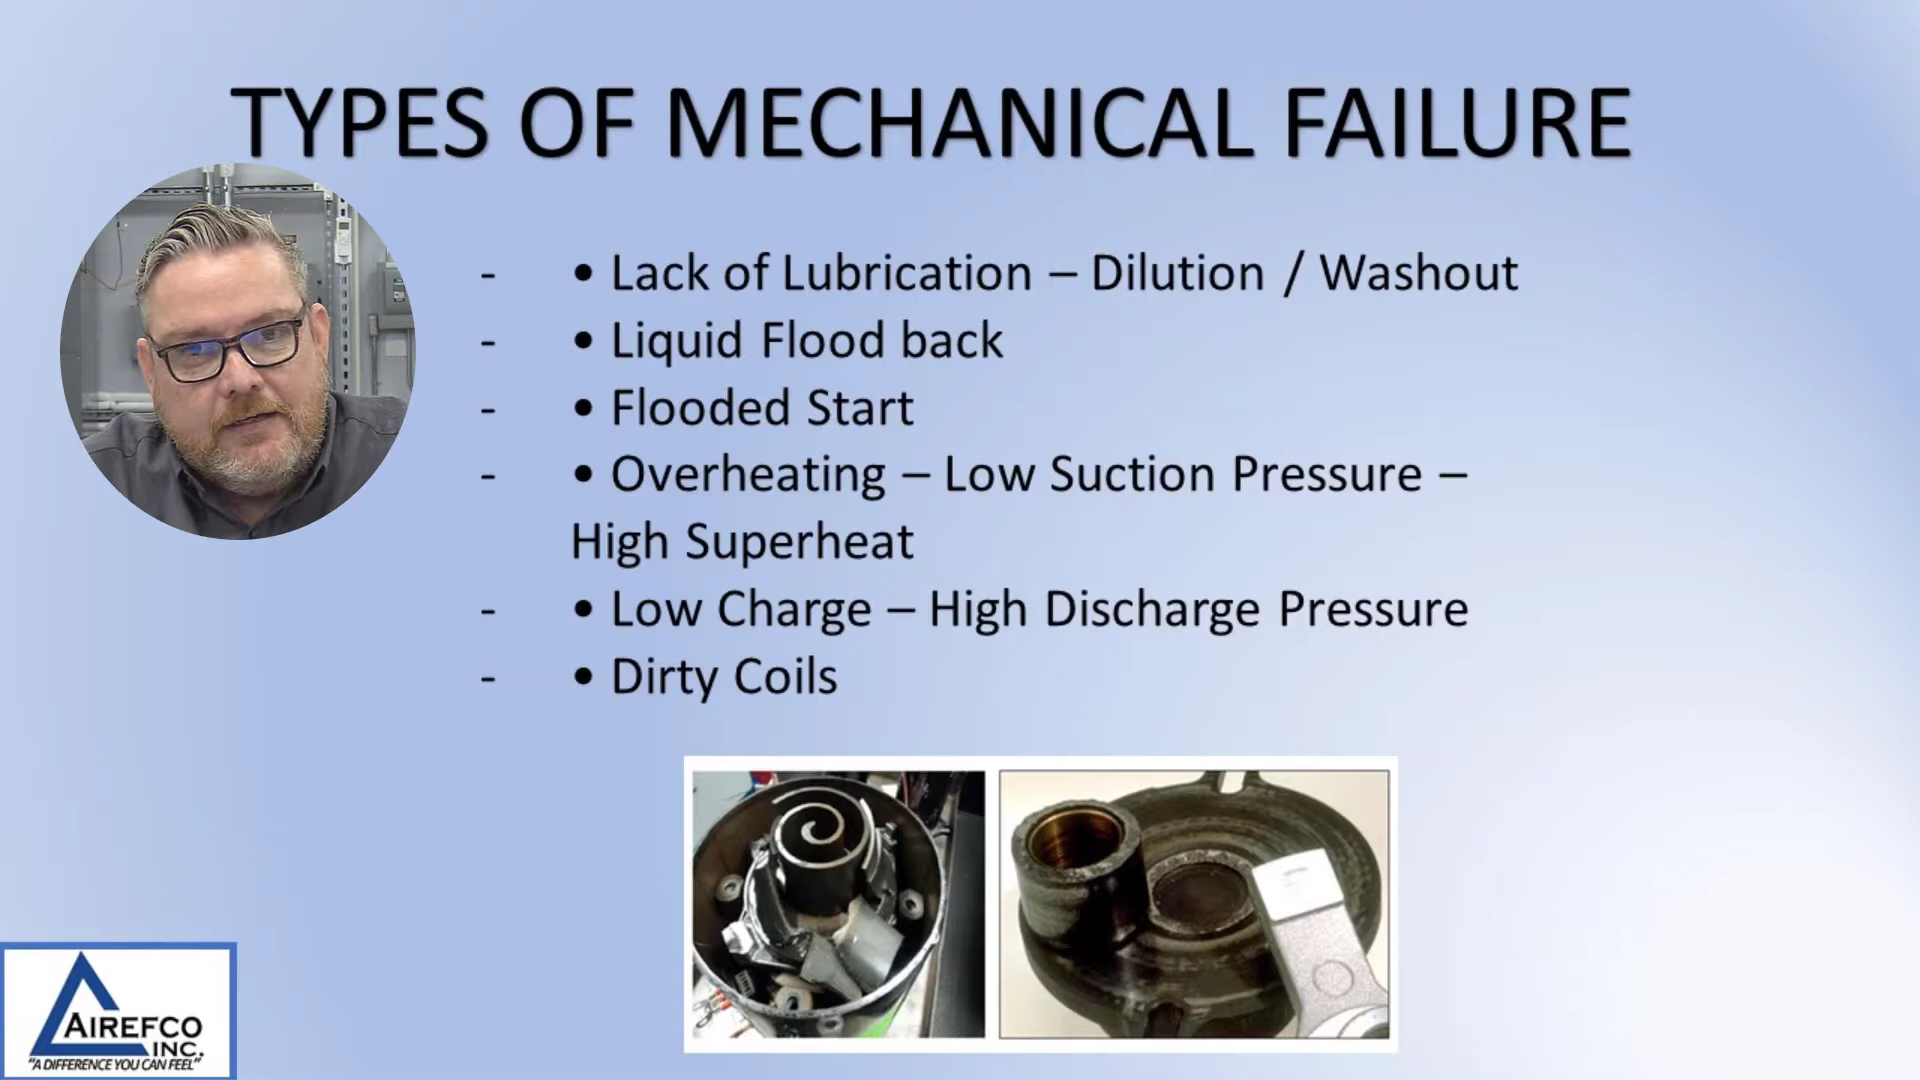 TYPES OF MECHANICAL FAILURE
- • Lack of Lubrication – Dilution / Washout
- • Liquid Flood back
- • Flooded Start
- • Overheating – Low Suction Pressure –
High Superheat
- • Low Charge – High Discharge Pressure
- • Dirty Coils
AIREFCO
INC.
"A DIFFERENCE YOU CAN FEEL"